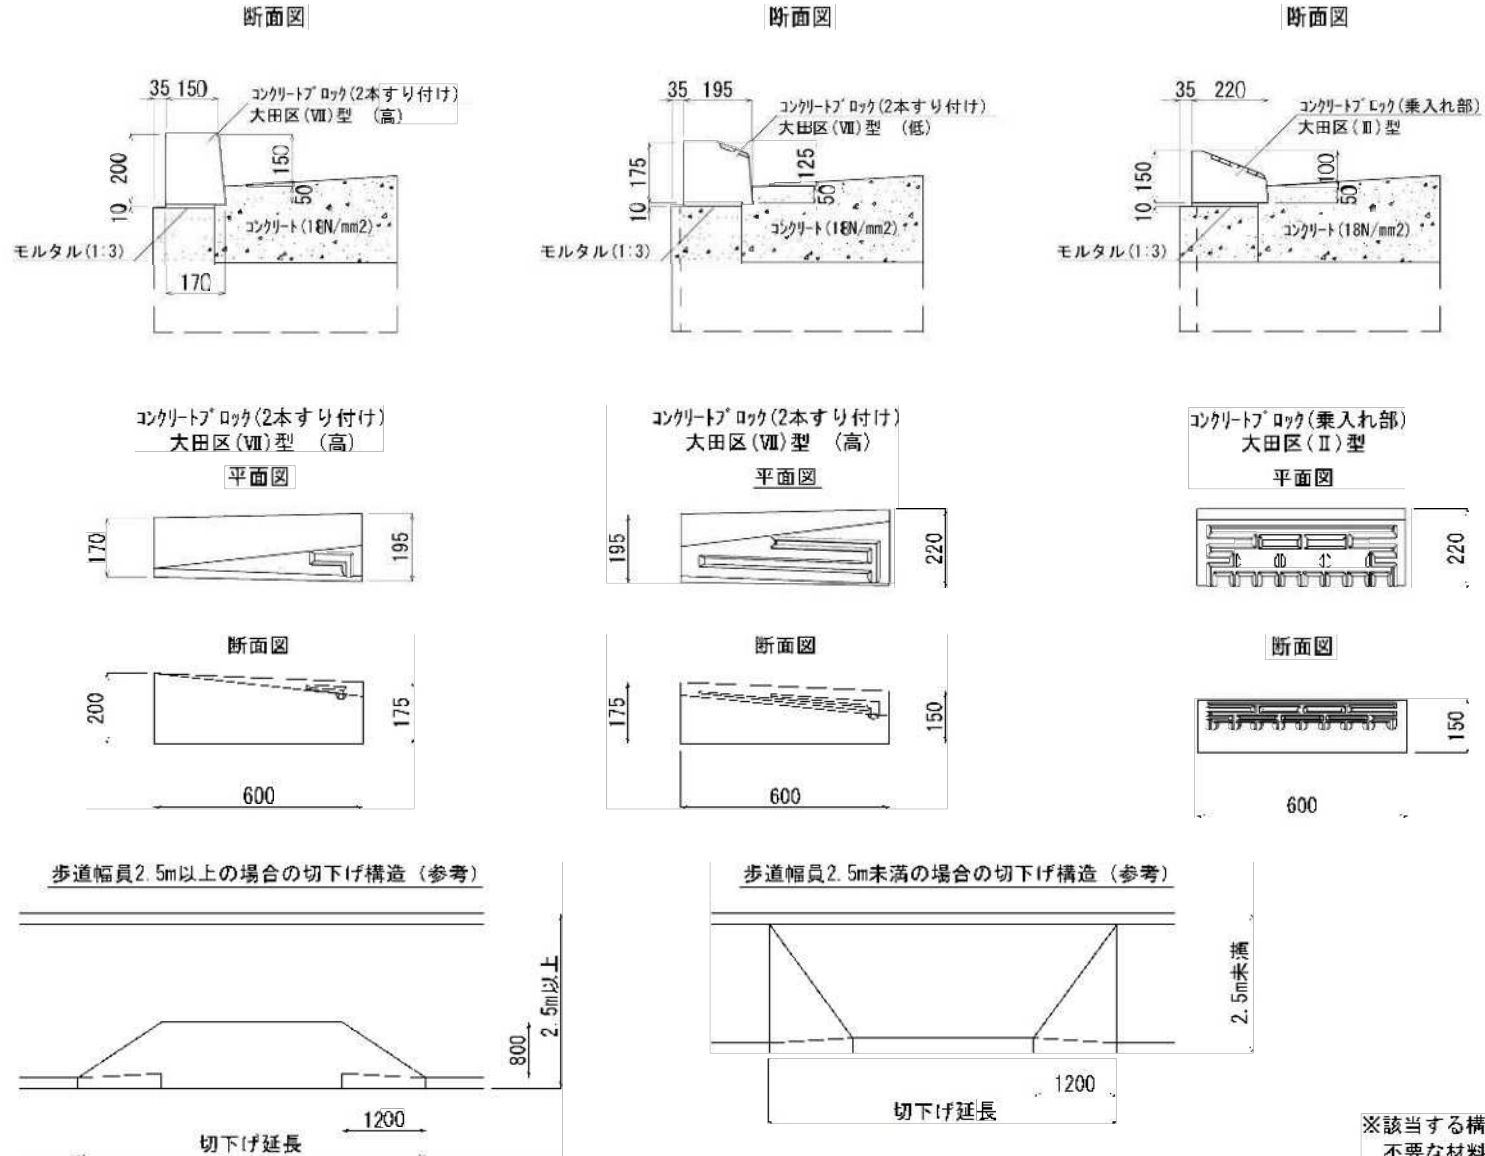 断面図
35 150
コンクリートブロック(2本すり付け)
大田区(Ⅶ)型 (高)
200
150
50
10
コンクリート(18N/mm2)
モルタル(1:3)
170
断面図
35 195
コンクリートブロック(2本すり付け)
大田区(Ⅶ)型 (低)
175
125
50
10
コンクリート(18N/mm2)
モルタル(1:3)
断面図
35 220
コンクリートブロック(乗入れ部)
大田区(Ⅱ)型
150
100
50
10
コンクリート(18N/mm2)
モルタル(1:3)
コンクリートブロック(2本すり付け)
大田区(Ⅶ)型 (高)
平面図
170
195
断面図
200
175
600
コンクリートブロック(2本すり付け)
大田区(Ⅶ)型 (高)
平面図
195
220
断面図
175
150
600
コンクリートブロック(乗入れ部)
大田区(Ⅱ)型
平面図
220
断面図
150
600
歩道幅員2.5m以上の場合の切下げ構造(参考)
2.5m以上
800
1200
切下げ延長
歩道幅員2.5m未満の場合の切下げ構造(参考)
2.5m未満
1200
切下げ延長
※該当する構
不要な材料